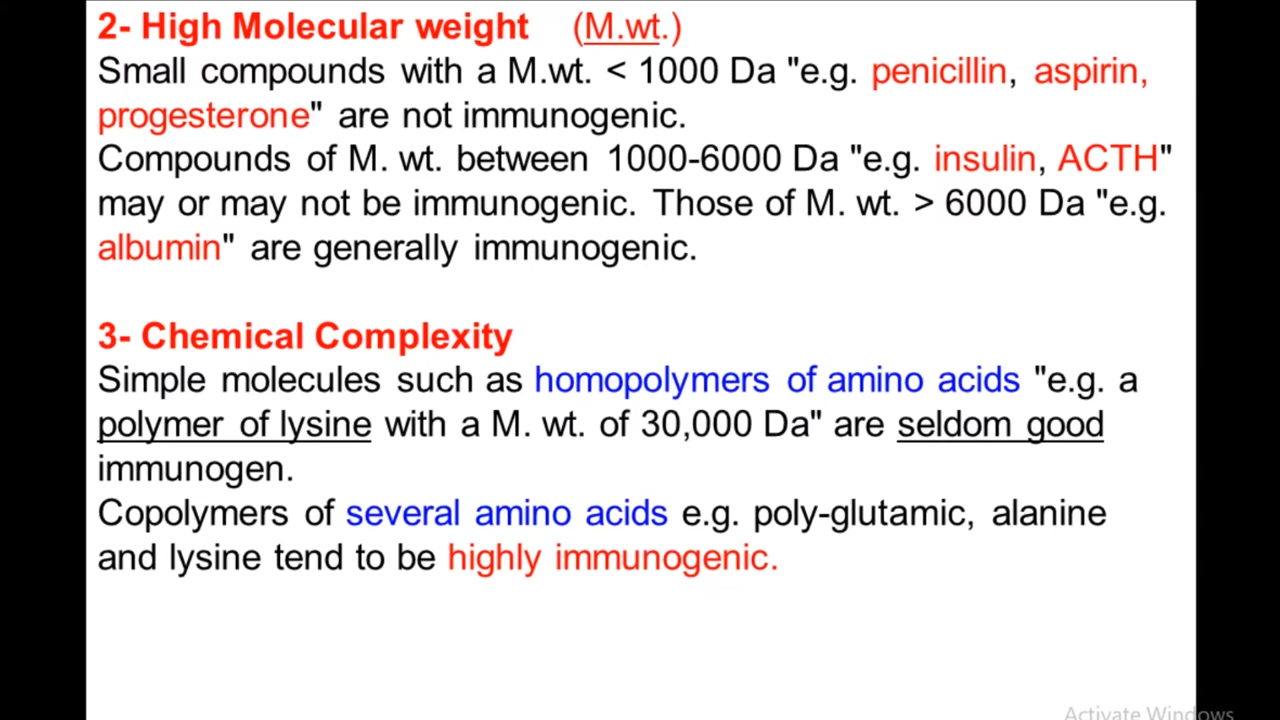 2- High Molecular weight (M.wt.)
Small compounds with a M.wt. < 1000 Da "e.g. penicillin, aspirin,
progesterone" are not immunogenic.
Compounds of M. wt. between 1000-6000 Da "e.g. insulin, ACTH"
may or may not be immunogenic. Those of M. wt. > 6000 Da "e.g.
albumin" are generally immunogenic.
3- Chemical Complexity
Simple molecules such as homopolymers of amino acids "e.g. a
polymer of lysine with a M. wt. of 30,000 Da" are seldom good
immunogen.
Copolymers of several amino acids e.g. poly-glutamic, alanine
and lysine tend to be highly immunogenic.
Activate Windows